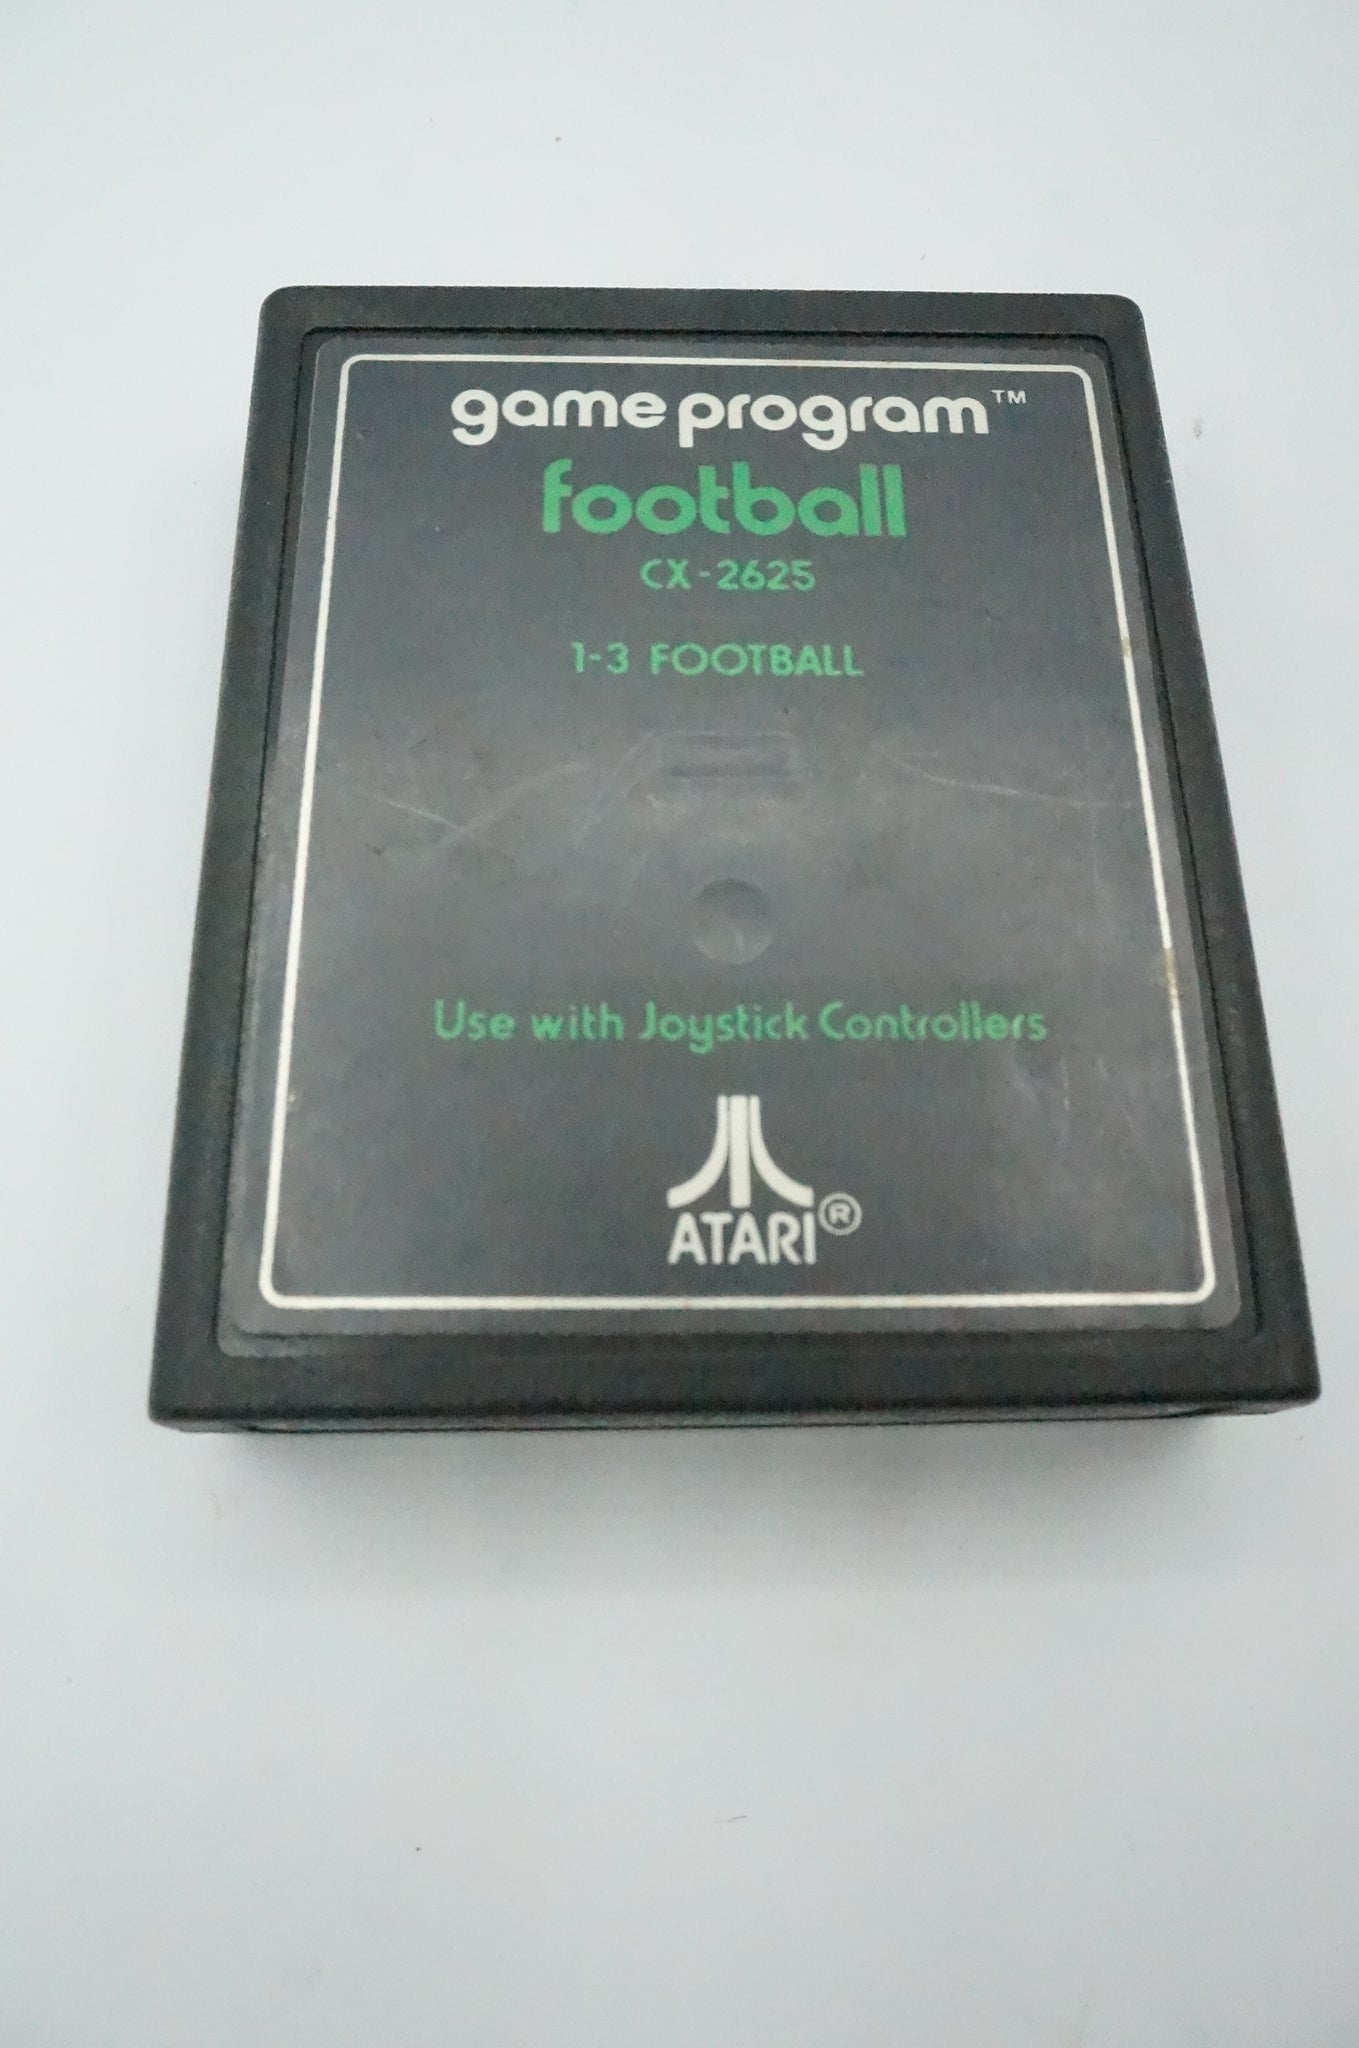 game program™
football
CX-2625
1-3 FOOTBALL
Use with Joystick Controllers
ATARI®